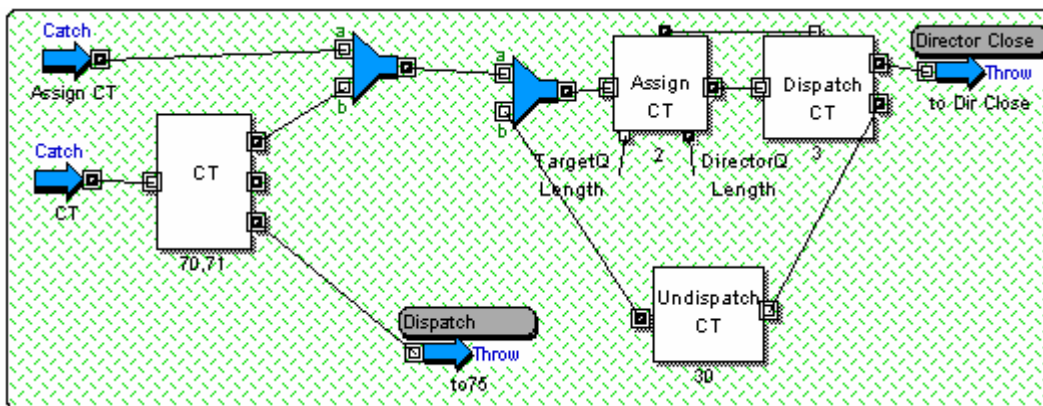 Catch
Assign CT
Catch
CT
CT
70,71
a
b
a
b
Assign
CT
2
TargetQ
Length
DirectorQ
Length
Dispatch
CT
3
Director Close
Throw
to Dir Close
Undispatch
CT
30
Dispatch
Throw
to75